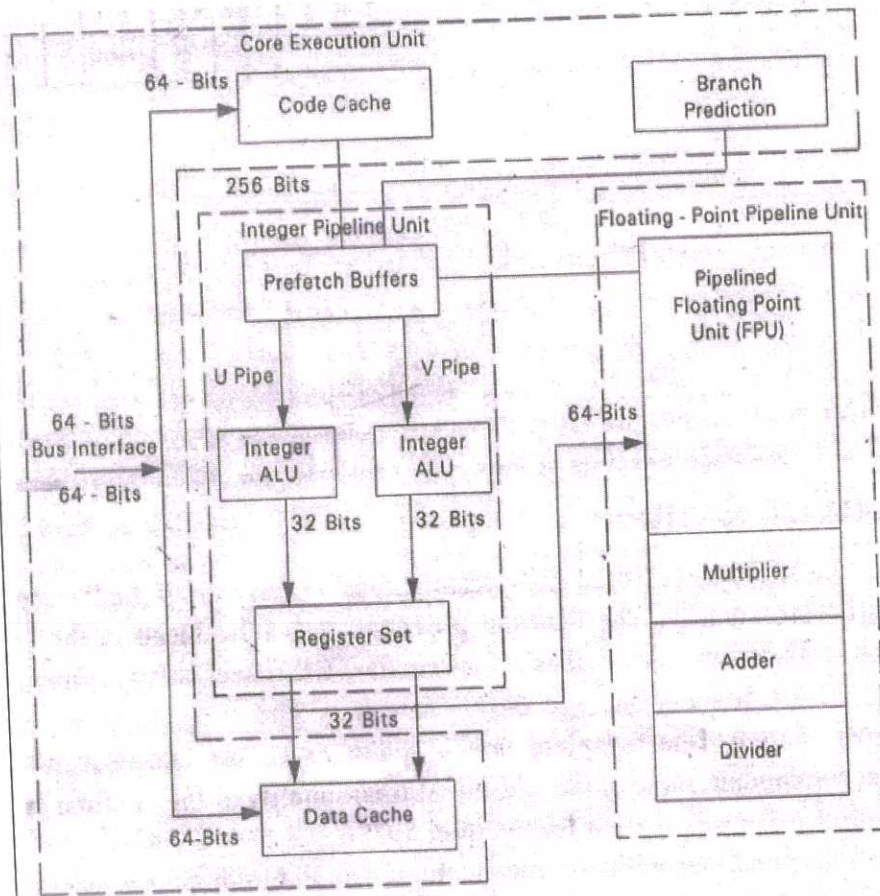 Core Execution Unit
64 - Bits
Code Cache
Branch
Prediction
256 Bits
Integer Pipeline Unit
Floating - Point Pipeline Unit
Prefetch Buffers
Pipelined
Floating Point
Unit (FPU)
U Pipe
V Pipe
64 - Bits
Bus Interface
64 - Bits
Integer
ALU
Integer
ALU
64-Bits
32 Bits
32 Bits
Multiplier
Register Set
Adder
32 Bits
Divider
Data Cache
64-Bits